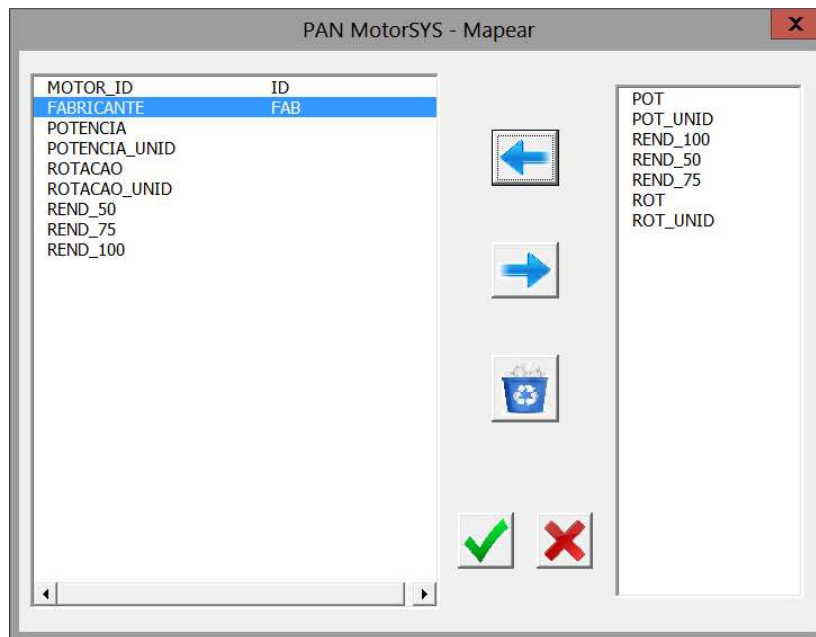 PAN MotorSYS - Mapear
X
MOTOR_ID ID
FABRICANTE FAB
POTENCIA
POTENCIA_UNID
ROTACAO
ROTACAO_UNID
REND_50
REND_75
REND_100
POT
POT_UNID
REND_100
REND_50
REND_75
ROT
ROT_UNID